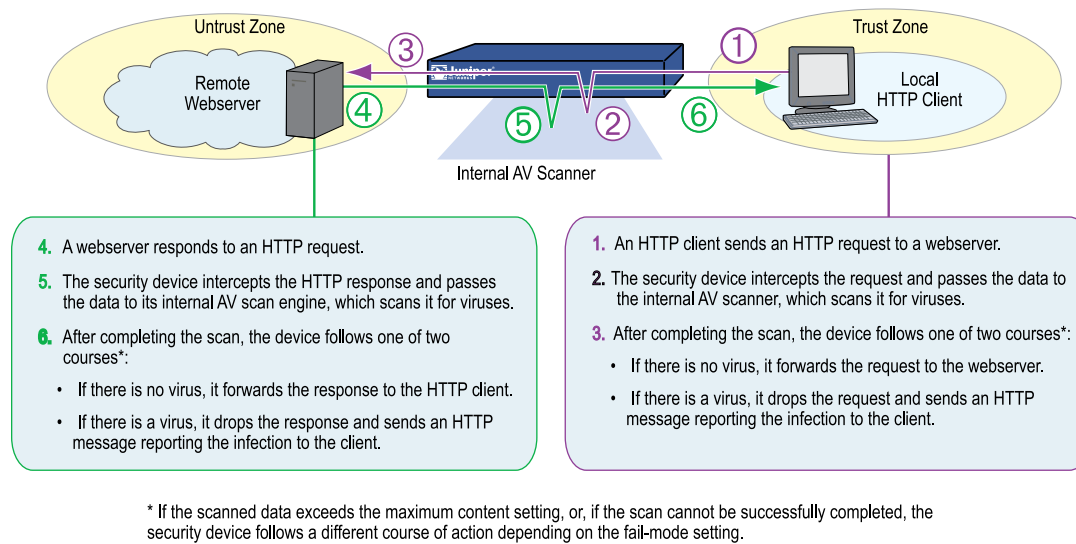 Untrust Zone
Trust Zone
Remote
Webserver
Juniper
Local
HTTP Client
1
2
3
4
5
6
Internal AV Scanner
4. A webserver responds to an HTTP request.
5. The security device intercepts the HTTP response and passes
the data to its internal AV scan engine, which scans it for viruses.
6. After completing the scan, the device follows one of two
courses*:
• If there is no virus, it forwards the response to the HTTP client.
• If there is a virus, it drops the response and sends an HTTP
message reporting the infection to the client.
1. An HTTP client sends an HTTP request to a webserver.
2. The security device intercepts the request and passes the data to
the internal AV scanner, which scans it for viruses.
3. After completing the scan, the device follows one of two courses*:
• If there is no virus, it forwards the request to the webserver.
• If there is a virus, it drops the request and sends an HTTP
message reporting the infection to the client.
* If the scanned data exceeds the maximum content setting, or, if the scan cannot be successfully completed, the
security device follows a different course of action depending on the fail-mode setting.